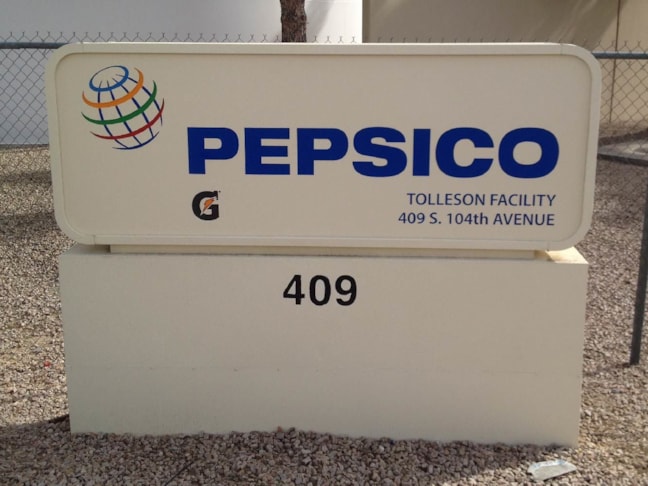 PEPSICO
G
TOLLESON FACILITY
409 S. 104th AVENUE
409